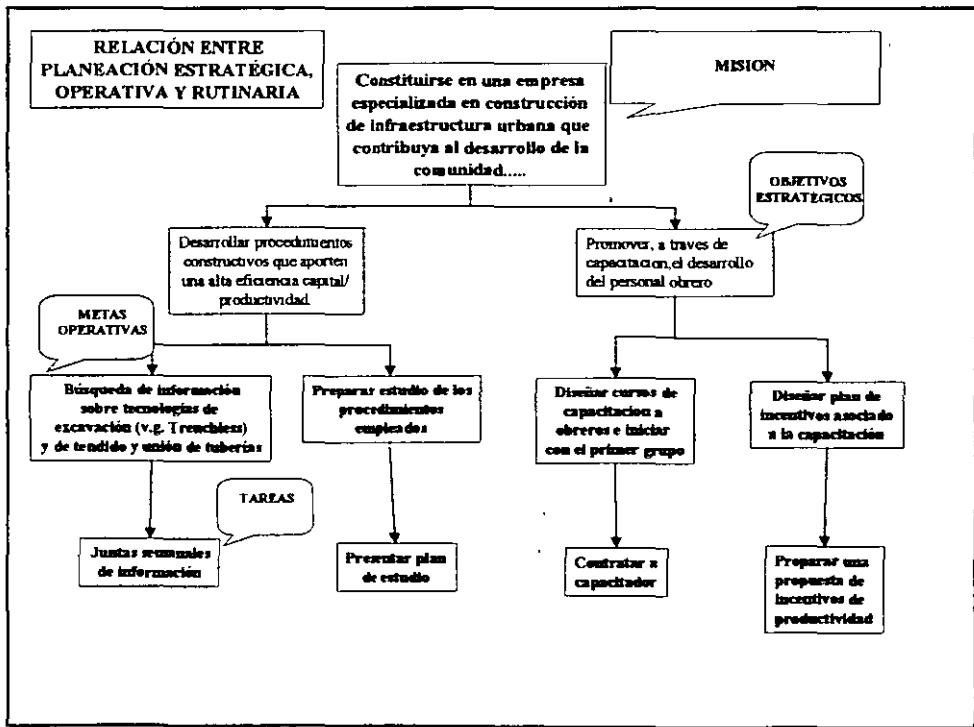 RELACIÓN ENTRE
PLANEACIÓN ESTRATÉGICA,
OPERATIVA Y RUTINARIA
MISION
Constituirse en una empresa
especializada en construcción
de infraestructura urbana que
contribuya al desarrollo de la
comunidad.....
OBJETIVOS
ESTRATÉGICOS
Desarrollar procedimientos
constructivos que aporten
una alta eficiencia capital/
productividad.
Promover, a traves de
capacitacion,el desarrollo
del personal obrero
METAS
OPERATIVAS
Búsqueda de información
sobre tecnologías de
excavación (v.g. Trenchless)
y de tendido y unión de tuberías
Preparar estudio de los
procedimientos
empleados
Diseñar cursos de
capacitacion a
obreros e iniciar
con el primer grupo
Diseñar plan de
incentivos asociado
a la capacitación
TAREAS
Juntas semanales
de información
Presentar plan
de estudio
Contratar a
capacitador
Preparar una
propuesta de
incentivos de
productividad